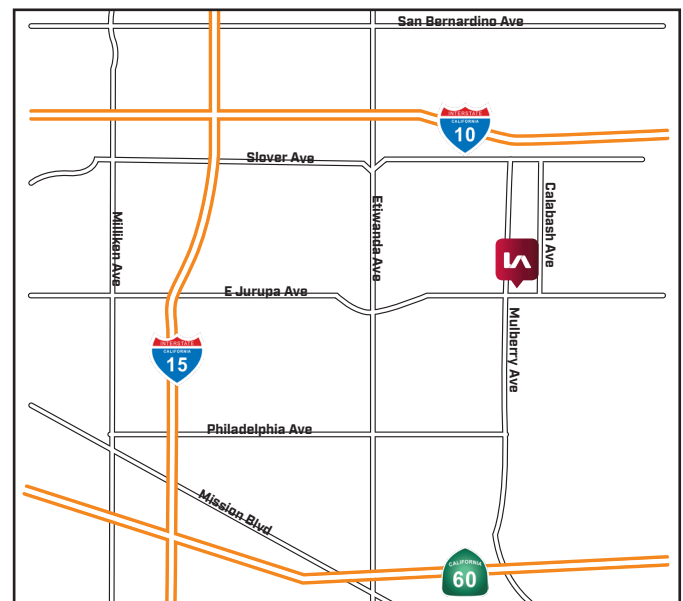 San Bernardino Ave
INTERSTATE
CALIFORNIA
10
Slover Ave
Milliken Ave
Etiwanda Ave
Calabash Ave
E Jurupa Ave
Mulberry Ave
INTERSTATE
CALIFORNIA
15
Philadelphia Ave
Mission Blvd
CALIFORNIA
60